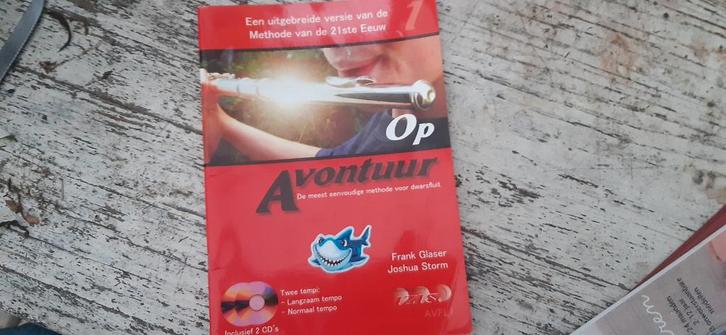 Een uitgebreide versie van de
Methode van de 21ste Eeuw
1
Op
Avontuur
De meest eenvoudige methode voor dwarsfluit
Frank Glaser
Joshua Storm
Twee tempi:
- Langzaam tempo
- Normaal tempo
Inclusief 2 CD's
AVFL1